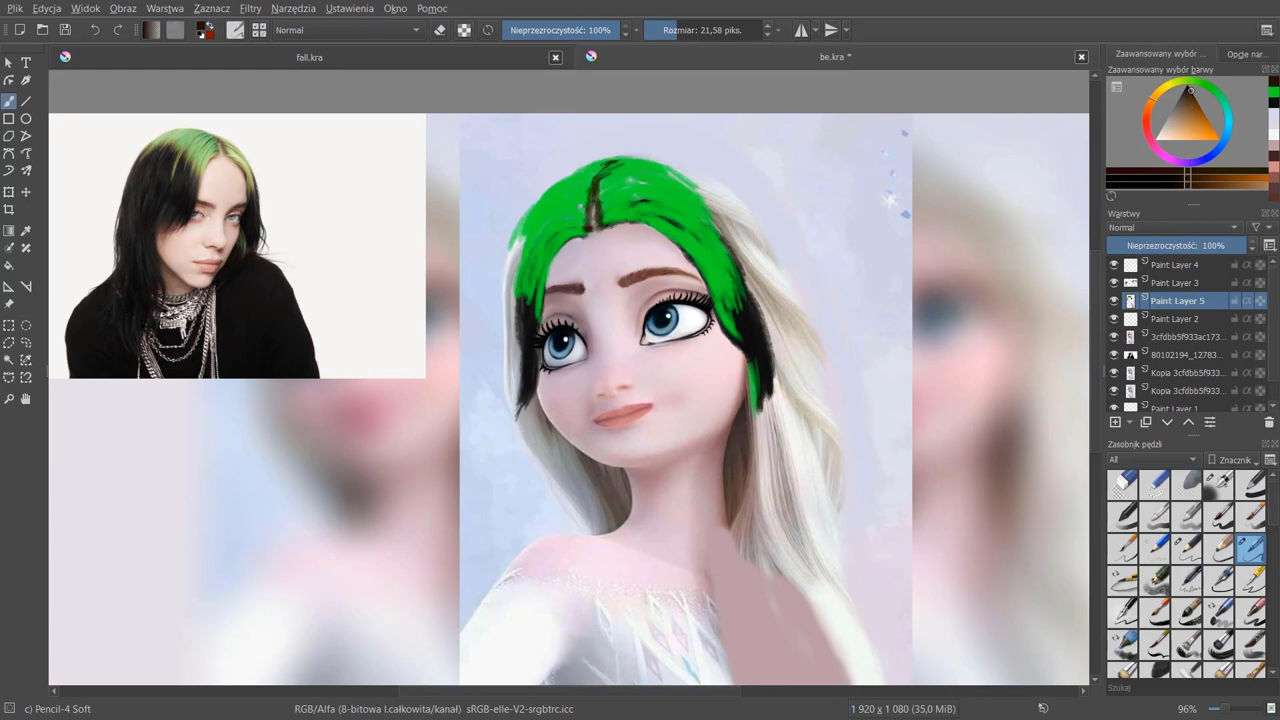 Plik Edycja Widok Obraz Warstwa Zaznacz Filtry Narzędzia Ustawienia Okno Pomoc
Normal
Nieprzezroczystość: 100%
Rozmiar: 21,58 piks.
fall.kra
be.kra *
Zaawansowany wybór ...
Opcje nar...
Zaawansowany wybór barwy
Warstwy
Normal
Nieprzezroczystość: 100%
Paint Layer 4
Paint Layer 3
Paint Layer 5
Paint Layer 2
3cfdbb5f933ac173...
80102194_12783...
Kopia 3cfdbb5f933...
Kopia 3cfdbb5f933...
Paint Layer 1
Zasobnik pędzli
All
Znacznik
Szukaj
c) Pencil-4 Soft
RGB/Alfa (8-bitowa l.całkowita/kanał) sRGB-elle-V2-srgbtrc.icc
1 920 x 1 080 (35,0 MiB)
96%